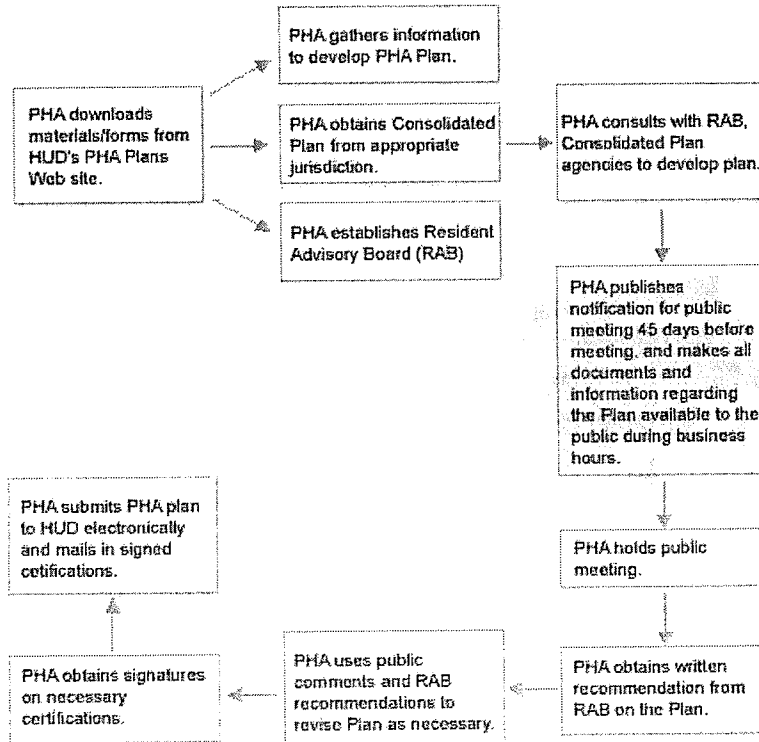 PHA gathers information
to develop PHA Plan.
PHA downloads
materials/forms from
HUD's PHA Plans
Web site.
PHA obtains Consolidated
Plan from appropriate
jurisdiction.
PHA consults with RAB,
Consolidated Plan
agencies to develop plan.
PHA establishes Resident
Advisory Board (RAB)
PHA publishes
notification for public
meeting 45 days before
meeting, and makes all
documents and
information regarding
the Plan available to the
public during business
hours.
PHA holds public
meeting.
PHA obtains written
recommendation from
RAB on the Plan.
PHA uses public
comments and RAB
recommendations to
revise Plan as necessary.
PHA obtains signatures
on necessary
certifications.
PHA submits PHA plan
to HUD electronically
and mails in signed
cetifications.